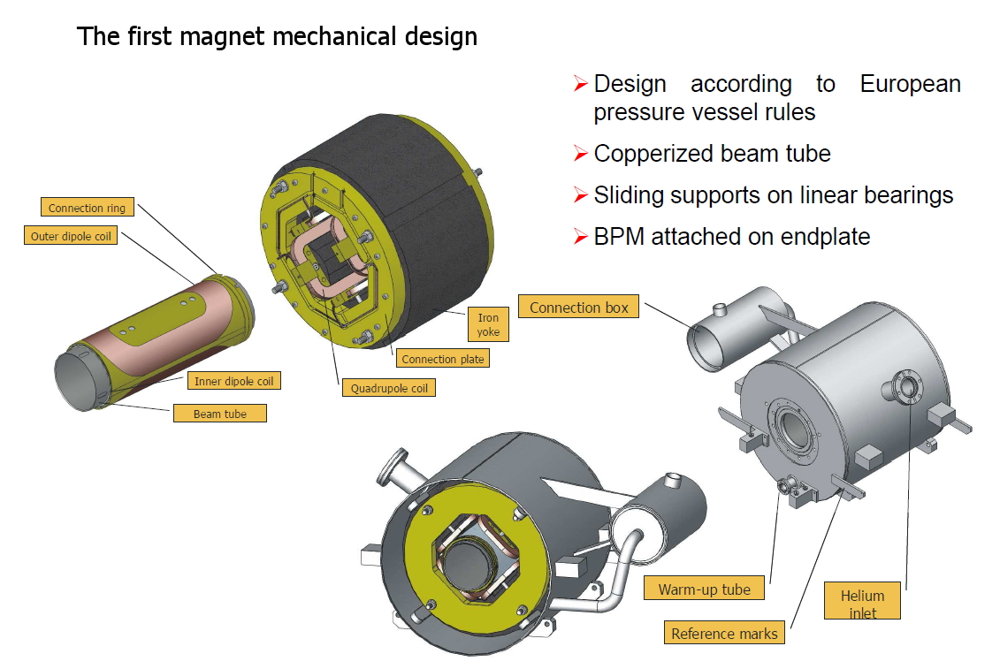 The first magnet mechanical design
Design according to European
pressure vessel rules
Copperized beam tube
Sliding supports on linear bearings
BPM attached on endplate
Connection ring
Outer dipole coil
Inner dipole coil
Beam tube
Iron
yoke
Connection plate
Quadrupole coil
Connection box
Warm-up tube
Reference marks
Helium
inlet